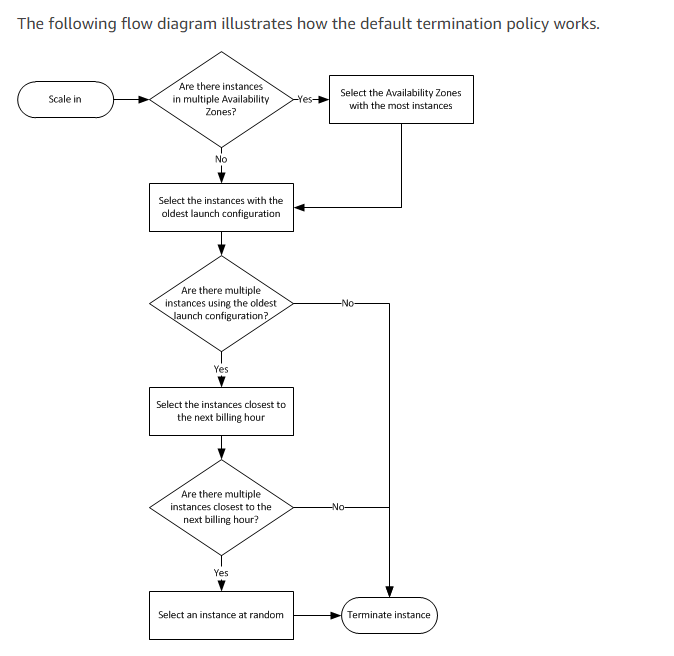 The following flow diagram illustrates how the default termination policy works.
Scale in
Are there instances
in multiple Availability
Zones?
Yes
Select the Availability Zones
with the most instances
No
Select the instances with the
oldest launch configuration
Are there multiple
instances using the oldest
launch configuration?
No
Yes
Select the instances closest to
the next billing hour
Are there multiple
instances closest to the
next billing hour?
No
Yes
Select an instance at random
Terminate instance